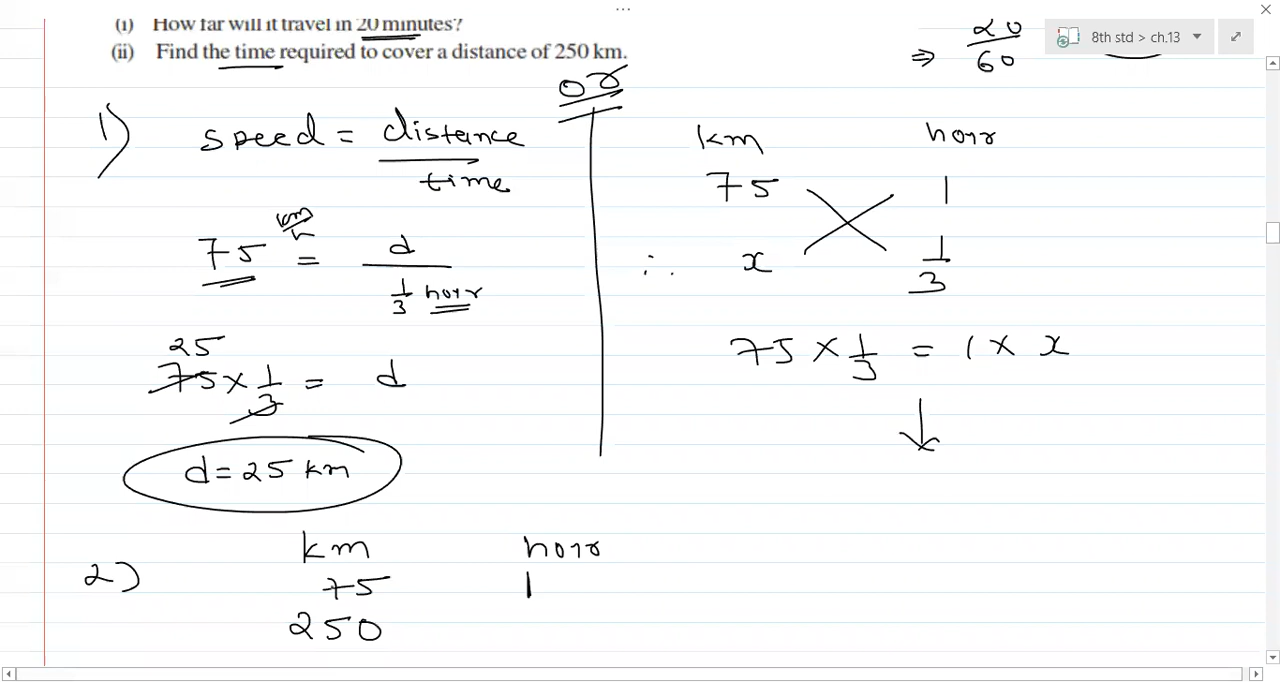 (i) How far will it travel in 20 minutes?
(ii) Find the time required to cover a distance of 250 km.
⇒ 20/60
8th std > ch.13
or
1) speed = distance/time
75 km/h = d / (1/3 hour)
25
75 × 1/3 = d
d = 25 km
km hour
75 1
∴ x 1/3
75 × 1/3 = 1 × x
↓
2) km hour
75 1
250